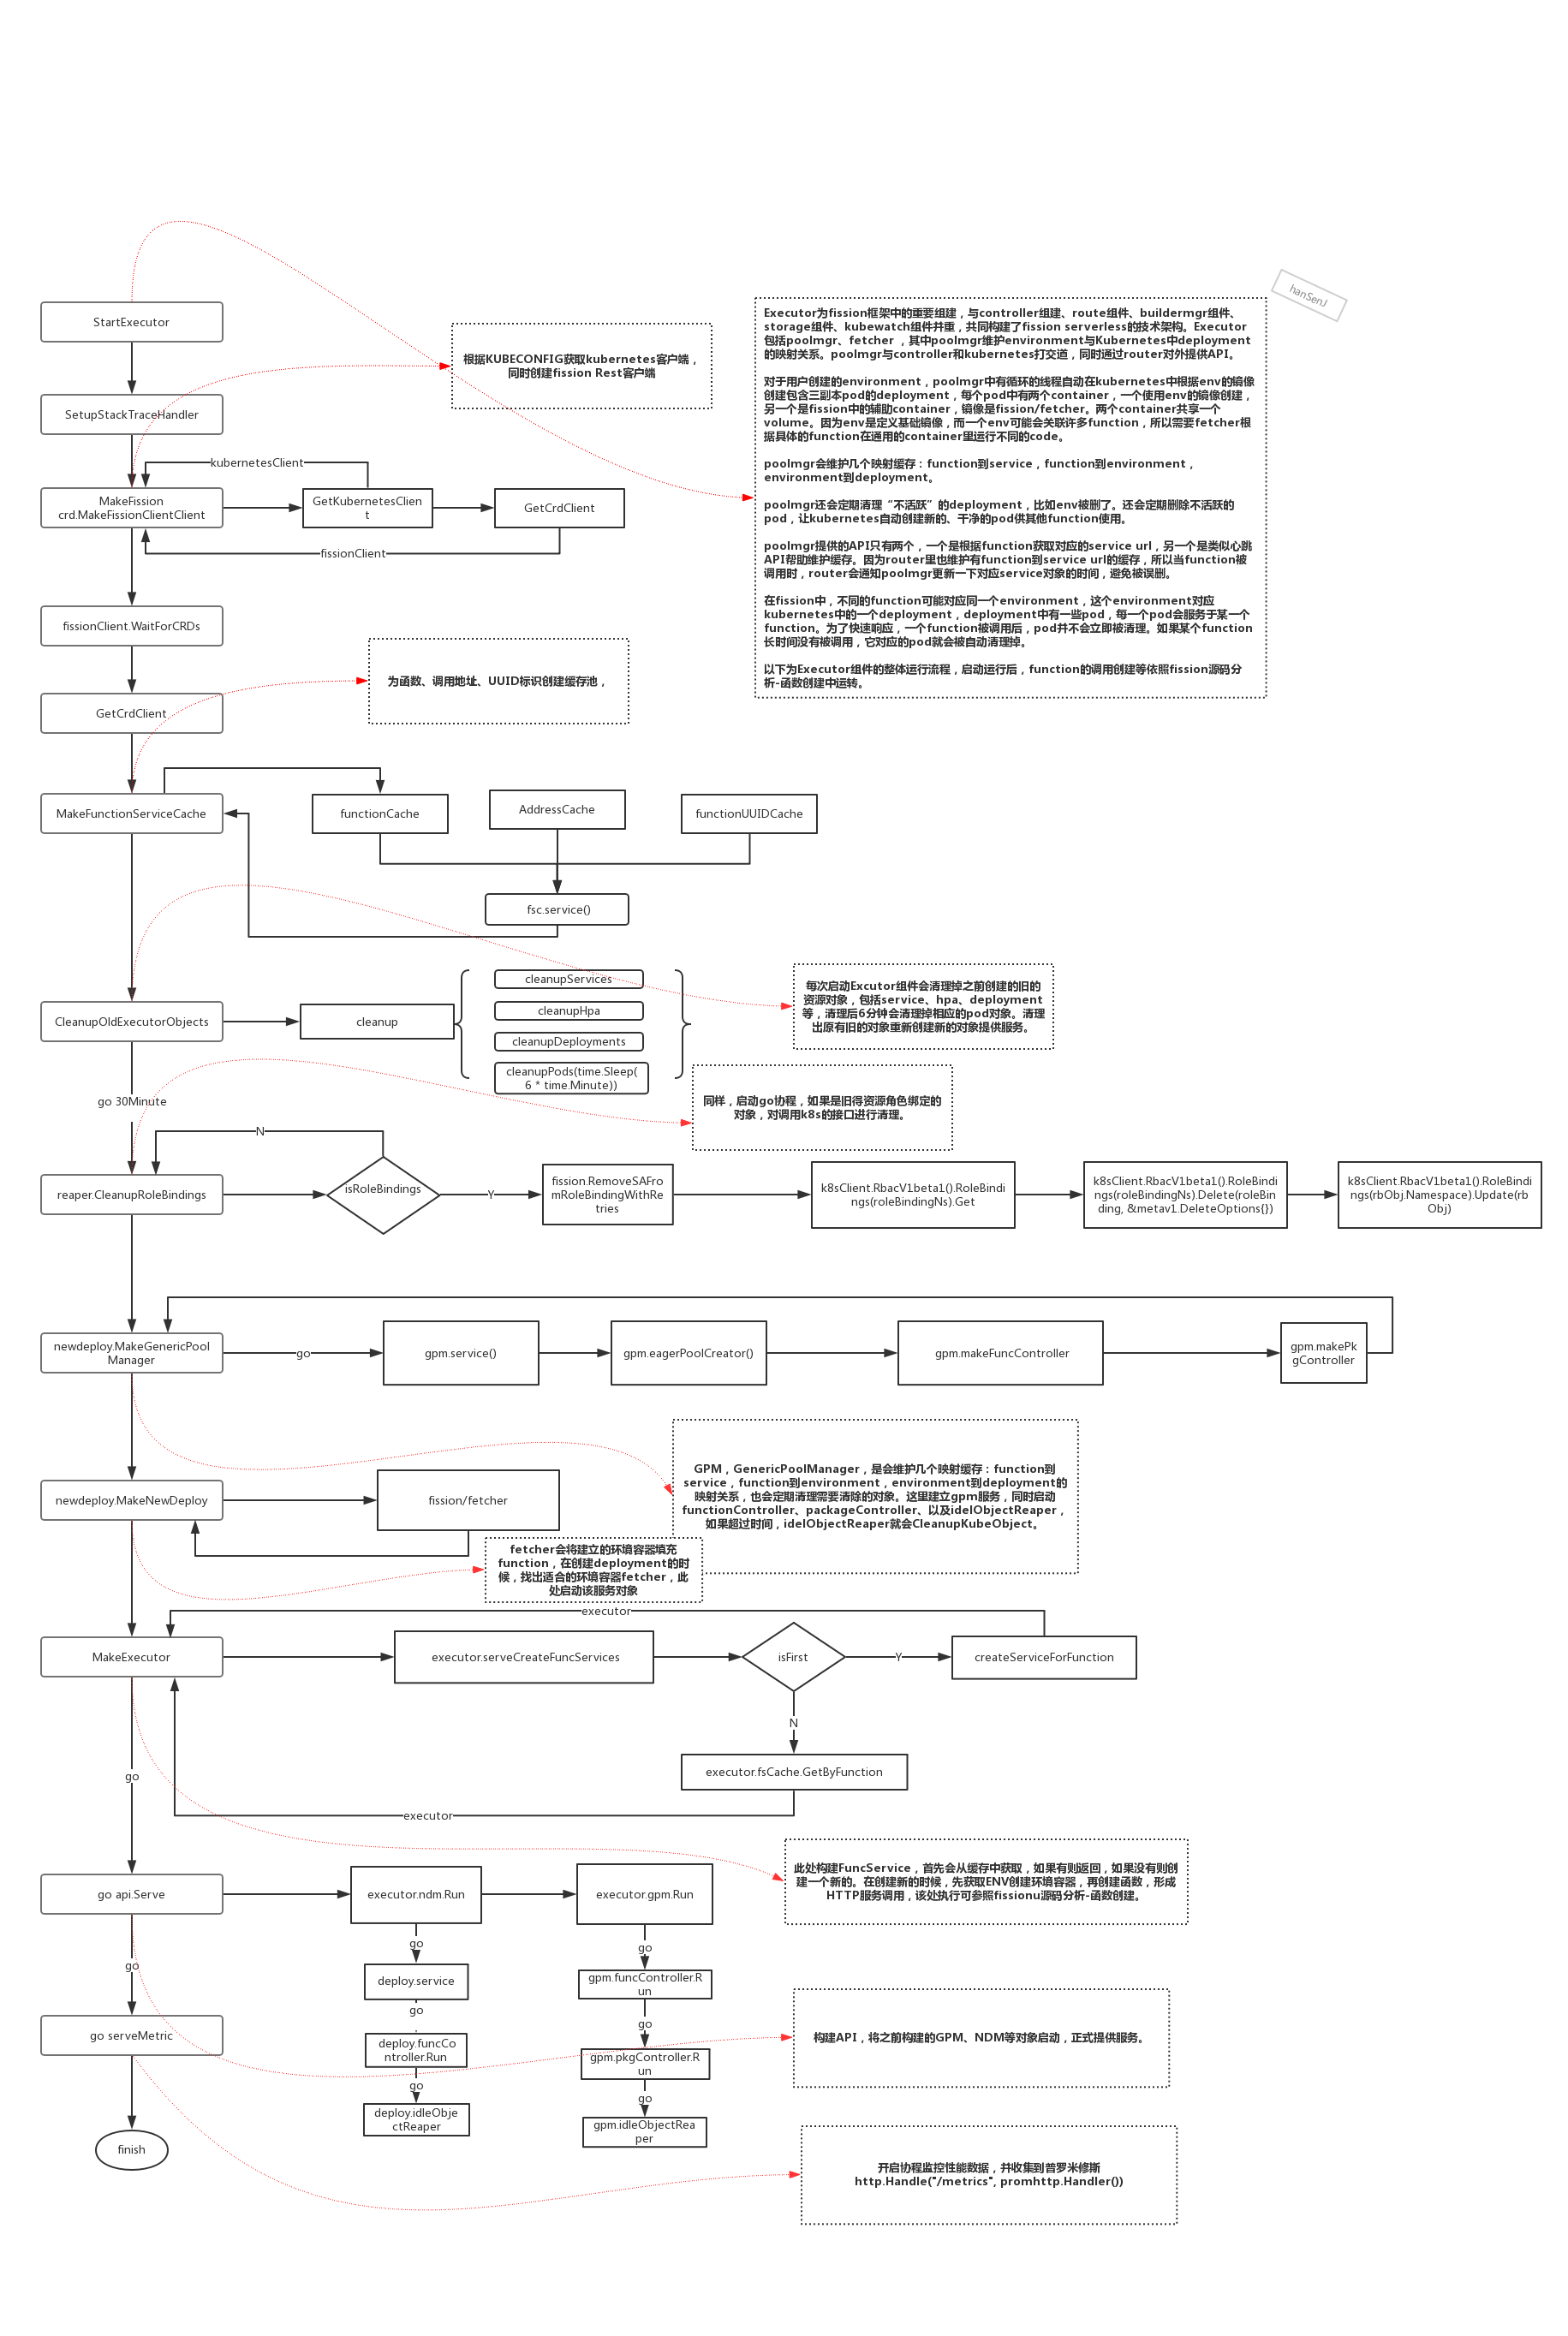 hanSenJ
StartExecutor
根据KUBECONFIG获取kubernetes客户端，
同时创建fission Rest客户端
Executor为fission框架中的重要组建，与controller组建、route组件、buildermgr组件、
storage组件、kubewatch组件并重，共同构建了fission serverless的技术架构。Executor
包括poolmgr、fetcher ，其中poolmgr维护environment与Kubernetes中deployment
的映射关系。poolmgr与controller和kubernetes打交道，同时通过router对外提供API。
对于用户创建的environment，poolmgr中有循环的线程自动在kubernetes中根据env的镜像
创建包含三副本pod的deployment，每个pod中有两个container，一个使用env的镜像创建，
另一个是fission中的辅助container，镜像是fission/fetcher。两个container共享一个
volume。因为env是定义基础镜像，而一个env可能会关联许多function，所以需要fetcher根
据具体的function在通用的container里运行不同的code。
poolmgr会维护几个映射缓存：function到service，function到environment，
environment到deployment。
poolmgr还会定期清理“不活跃”的deployment，比如env被删了。还会定期删除不活跃的
pod，让kubernetes自动创建新的、干净的pod供其他function使用。
poolmgr提供的API只有两个，一个是根据function获取对应的service url，另一个是类似心跳
API帮助维护缓存。因为router里也维护有function到service url的缓存，所以当function被
调用时，router会通知poolmgr更新一下对应service对象的时间，避免被误删。
在fission中，不同的function可能对应同一个environment，这个environment对应
kubernetes中的一个deployment，deployment中有一些pod，每一个pod会服务于某一个
function。为了快速响应，一个function被调用后，pod并不会立即被清理。如果某个function
长时间没有被调用，它对应的pod就会被自动清理掉。
以下为Executor组件的整体运行流程，启动运行后，function的调用创建等依照fission源码分
析-函数创建中运转。
SetupStackTraceHandler
kubernetesClient
MakeFission
crd.MakeFissionClientClient
GetKubernetesClien
t
GetCrdClient
fissionClient
fissionClient.WaitForCRDs
为函数、调用地址、UUID标识创建缓存池，
GetCrdClient
MakeFunctionServiceCache
functionCache
AddressCache
functionUUIDCache
fsc.service()
CleanupOldExecutorObjects
cleanup
cleanupServices
cleanupHpa
cleanupDeployments
cleanupPods(time.Sleep(
6 * time.Minute))
每次启动Excutor组件会清理掉之前创建的旧的
资源对象，包括service、hpa、deployment
等，清理后6分钟会清理掉相应的pod对象。清理
出原有旧的对象重新创建新的对象提供服务。
go 30Minute
同样，启动go协程，如果是旧得资源角色绑定的
对象，对调用k8s的接口进行清理。
N
reaper.CleanupRoleBindings
isRoleBindings
Y
fission.RemoveSAFro
mRoleBindingWithRe
tries
k8sClient.RbacV1beta1().RoleBindi
ngs(roleBindingNs).Get
k8sClient.RbacV1beta1().RoleBindi
ngs(roleBindingNs).Delete(roleBin
ding, &metav1.DeleteOptions{})
k8sClient.RbacV1beta1().RoleBindi
ngs(rbObj.Namespace).Update(rb
Obj)
newdeploy.MakeGenericPool
Manager
go
gpm.service()
gpm.eagerPoolCreator()
gpm.makeFuncController
gpm.makePk
gController
GPM，GenericPoolManager，是会维护几个映射缓存：function到
service，function到environment，environment到deployment的
映射关系，也会定期清理需要清除的对象。这里建立gpm服务，同时启动
functionController、packageController、以及idelObjectReaper，
如果超过时间，idelObjectReaper就会CleanupKubeObject。
newdeploy.MakeNewDeploy
fission/fetcher
fetcher会将建立的环境容器填充
function，在创建deployment的时
候，找出适合的环境容器fetcher，此
处启动该服务对象
executor
MakeExecutor
executor.serveCreateFuncServices
isFirst
Y
createServiceForFunction
N
executor.fsCache.GetByFunction
go
executor
此处构建FuncService，首先会从缓存中获取，如果有则返回，如果没有则创
建一个新的。在创建新的时候，先获取ENV创建环境容器，再创建函数，形成
HTTP服务调用，该处执行可参照fissionu源码分析-函数创建。
go api.Serve
executor.ndm.Run
executor.gpm.Run
go
go
go
deploy.service
gpm.funcController.R
un
go
go
go serveMetric
deploy.funcCo
ntroller.Run
gpm.pkgController.R
un
构建API，将之前构建的GPM、NDM等对象启动，正式提供服务。
go
go
deploy.idleObje
ctReaper
gpm.idleObjectRea
per
finish
开启协程监控性能数据，并收集到普罗米修斯
http.Handle("/metrics", promhttp.Handler())